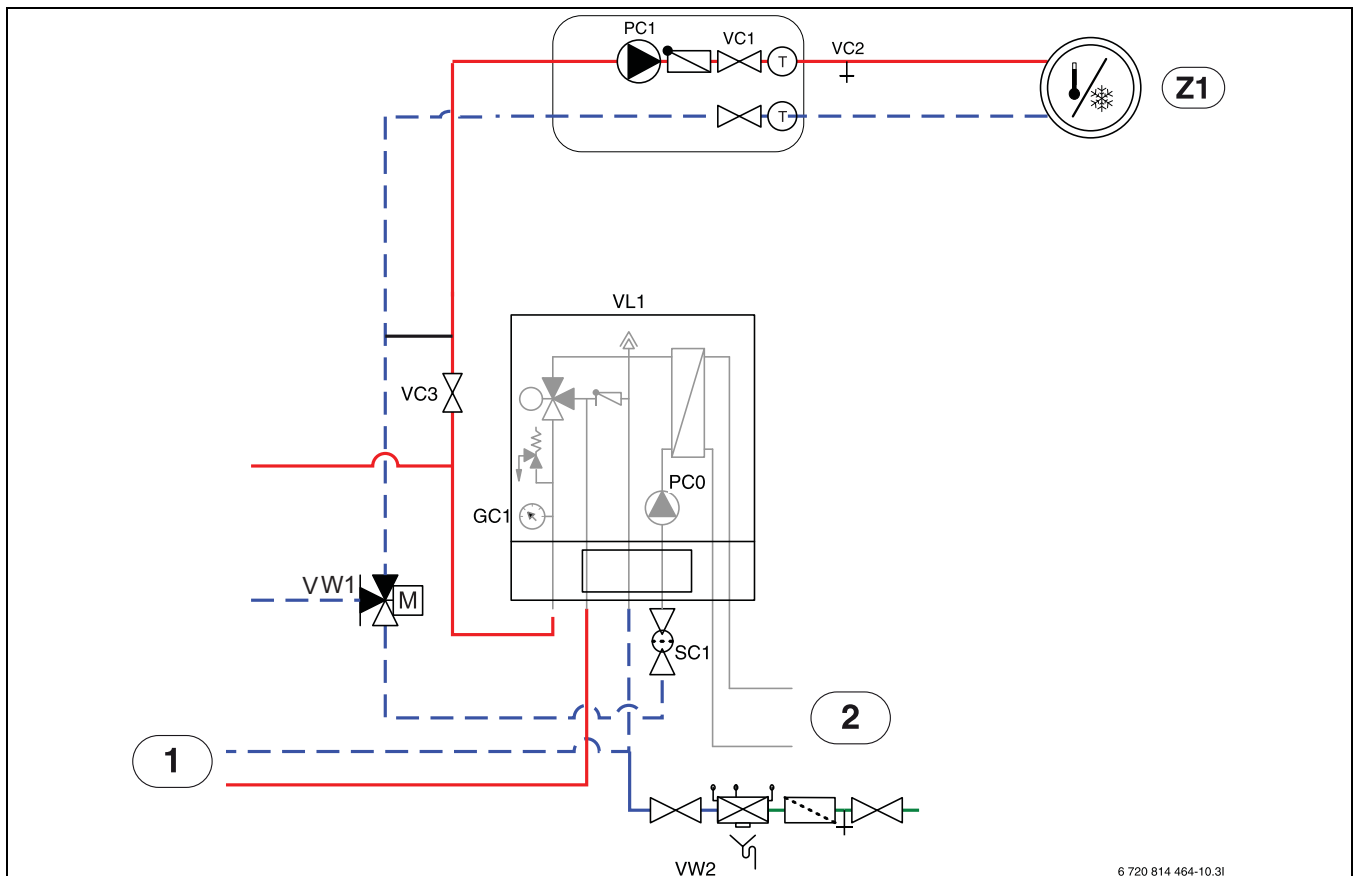 PC1
VC1
VC2
T
T
Z1
VL1
VC3
PC0
GC1
VW1
M
SC1
2
1
VW2
6 720 814 464-10.3I